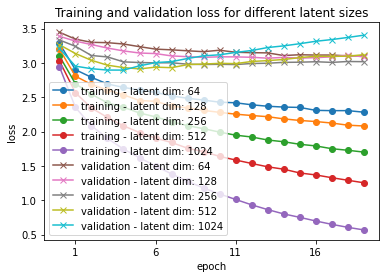 Training and validation loss for different latent sizes
3.5
3.0
2.5
2.0
1.5
1.0
0.5
loss
training - latent dim: 64
training - latent dim: 128
training - latent dim: 256
training - latent dim: 512
training - latent dim: 1024
validation - latent dim: 64
validation - latent dim: 128
validation - latent dim: 256
validation - latent dim: 512
validation - latent dim: 1024
1 6 11 16
epoch